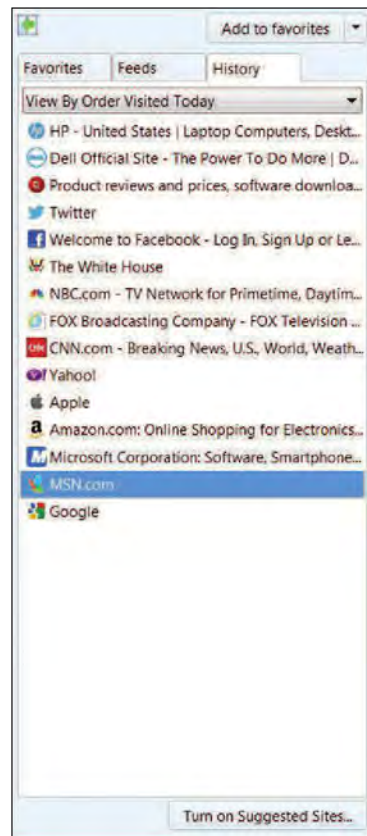 Add to favorites
Favorites Feeds History
View By Order Visited Today
HP - United States | Laptop Computers, Deskt...
Dell Official Site - The Power To Do More | D...
Product reviews and prices, software downloa...
Twitter
Welcome to Facebook - Log In, Sign Up or Le...
The White House
NBC.com - TV Network for Primetime, Daytim...
FOX Broadcasting Company - FOX Television ...
CNN.com - Breaking News, U.S., World, Weath...
Yahoo!
Apple
Amazon.com: Online Shopping for Electronics...
Microsoft Corporation: Software, Smartphone...
MSN.com
Google
Turn on Suggested Sites...